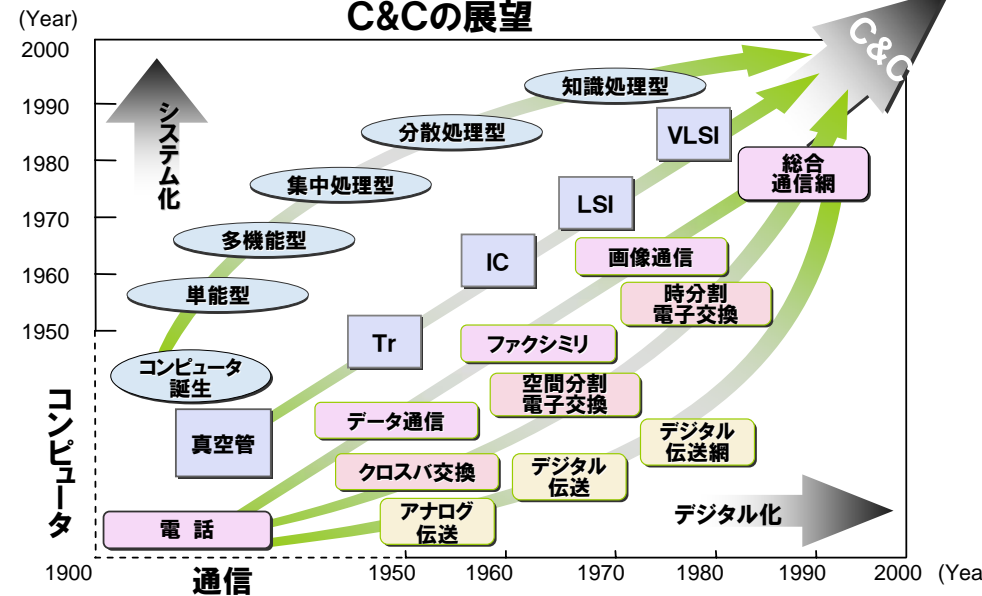 C&Cの展望
(Year)
2000
1990
1980
1970
1960
1950
C&C
システム化
知識処理型
分散処理型
集中処理型
多機能型
単能型
コンピュータ
誕生
VLSI
LSI
IC
Tr
真空管
総合
通信網
画像通信
時分割
電子交換
ファクシミリ
空間分割
電子交換
データ通信
クロスバ交換
デジタル
伝送網
デジタル
伝送
アナログ
伝送
電 話
コンピュータ
デジタル化
1900
通信
1950
1960
1970
1980
1990
2000
(Yea